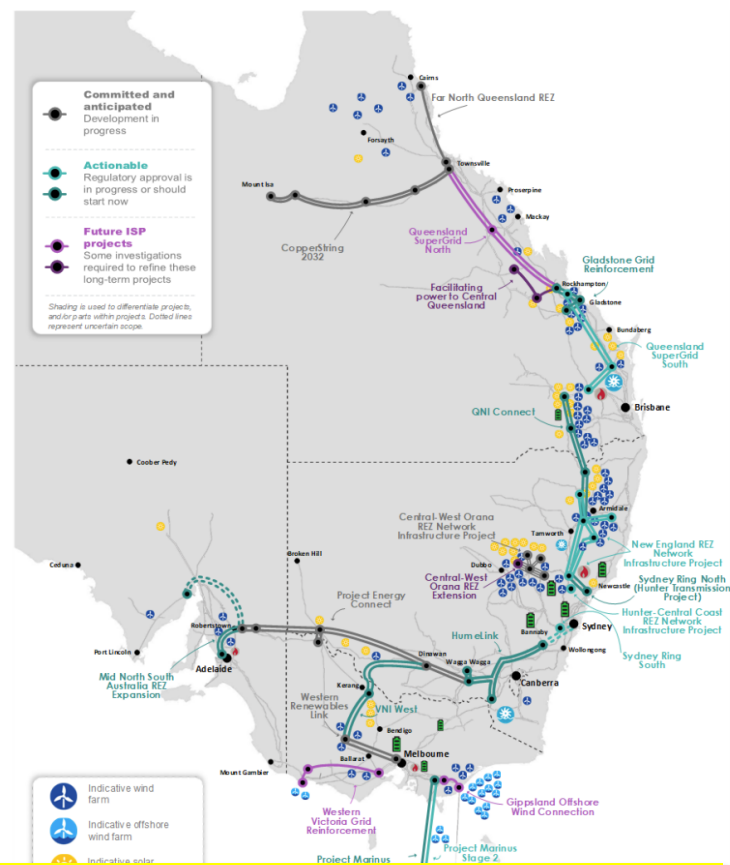 Cairns
Far North Queensland REZ
Committed and
anticipated
Development in
progress
Forsayth
Townsville
Actionable
Regulatory approval is
in progress or should
start now
Mount Isa
Proserpine
Mackay
Future ISP
projects
Some investigations
required to refine these
long-term projects
Queensland
SuperGrid
North
CopperString
2032
Gladstone Grid
Reinforcement
Shading is used to differentiate projects,
and/or parts within projects. Dotted lines
represent uncertain scope.
Facilitating
power to Central
Queensland
Rockhampton
Gladstone
Bundaberg
Queensland
SuperGrid
South
QNI Connect
Brisbane
Coober Pedy
Central-West Orana
REZ Network
Infrastructure Project
Armidale
Tamworth
Ceduna
Broken Hill
Dubbo
Central-West
Orana REZ
Extension
New England REZ
Network
Infrastructure Project
Newcastle
Sydney Ring North
(Hunter Transmission
Project)
Project Energy
Connect
Hunter-Central Coast
REZ Network
Infrastructure Project
Robertstown
HumeLink
Bannaby
Sydney
Wollongong
Sydney Ring
South
Port Lincoln
Adelaide
Dinawan
Wagga Wagga
Mid North South
Australia REZ
Expansion
Kerang
Canberra
Western
Renewables
Link
VNI West
Bendigo
Ballarat
Melbourne
Mount Gambier
Indicative wind
farm
Indicative offshore
wind farm
Indicative solar
Western
Victoria Grid
Reinforcement
Gippsland Offshore
Wind Connection
Project Marinus
Project Marinus
Stage 2.